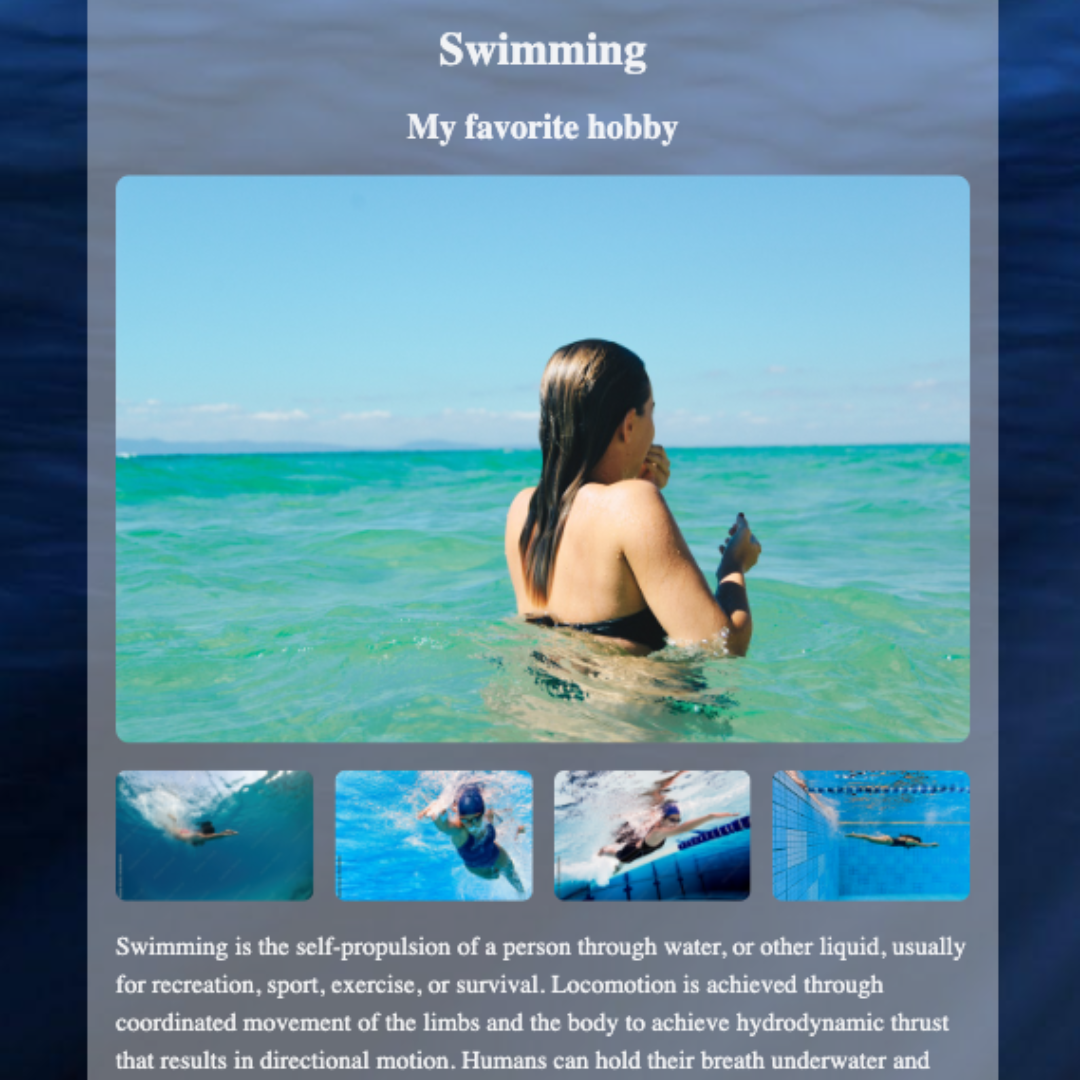 Swimming
My favorite hobby
Swimming is the self-propulsion of a person through water, or other liquid, usually
for recreation, sport, exercise, or survival. Locomotion is achieved through
coordinated movement of the limbs and the body to achieve hydrodynamic thrust
that results in directional motion. Humans can hold their breath underwater and